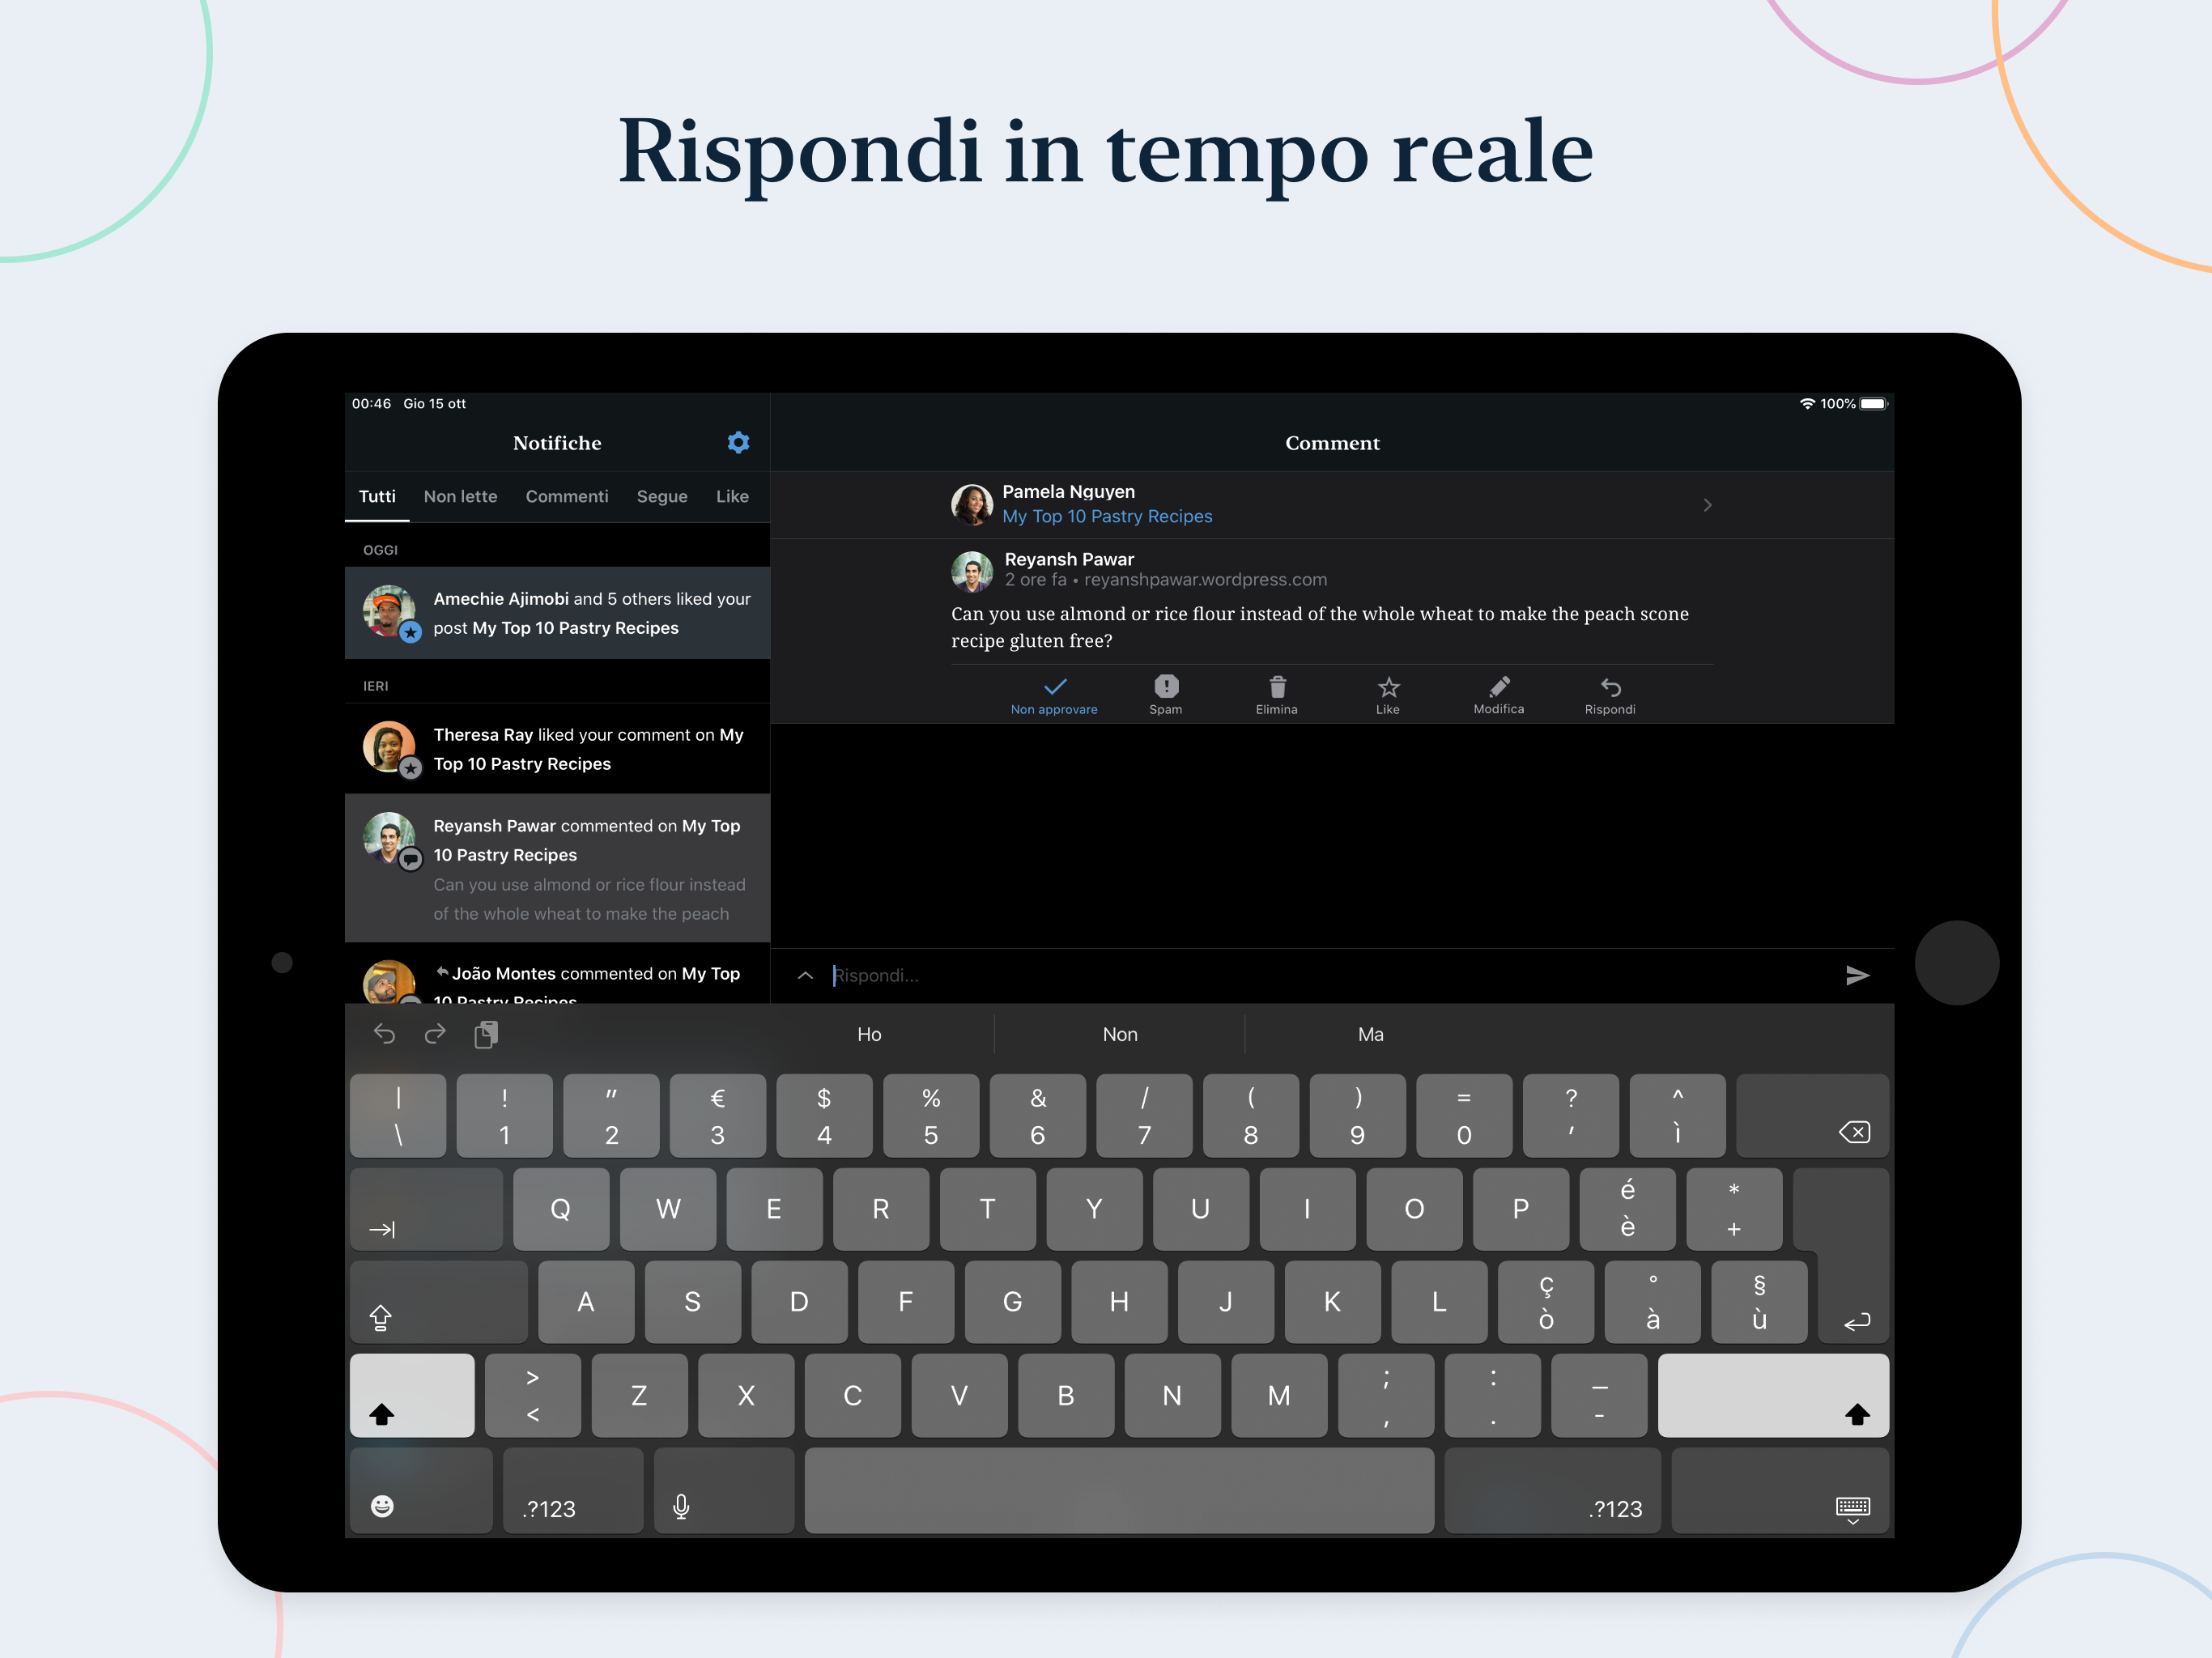 Rispondi in tempo reale
00:46 Gio 15 ott
100%
Notifiche
Tutti Non lette Commenti Segue Like
OGGI
Amechie Ajimobi and 5 others liked your
post My Top 10 Pastry Recipes
IERI
Theresa Ray liked your comment on My
Top 10 Pastry Recipes
Reyansh Pawar commented on My Top
10 Pastry Recipes
Can you use almond or rice flour instead
of the whole wheat to make the peach
João Montes commented on My Top
10 Pastry Recipes
Comment
Pamela Nguyen
My Top 10 Pastry Recipes
Reyansh Pawar
2 ore fa • reyanshpawar.wordpress.com
Can you use almond or rice flour instead of the whole wheat to make the peach scone
recipe gluten free?
Non approvare Spam Elimina Like Modifica Rispondi
Rispondi...
Ho Non Ma
| ! " € $ % & / ( ) = ? ^
\ 1 2 3 4 5 6 7 8 9 0 ' ì
Q W E R T Y U I O P é è * +
A S D F G H J K L ç ò ° à § ù
> < Z X C V B N M ; , : . _ -
.?123 .?123